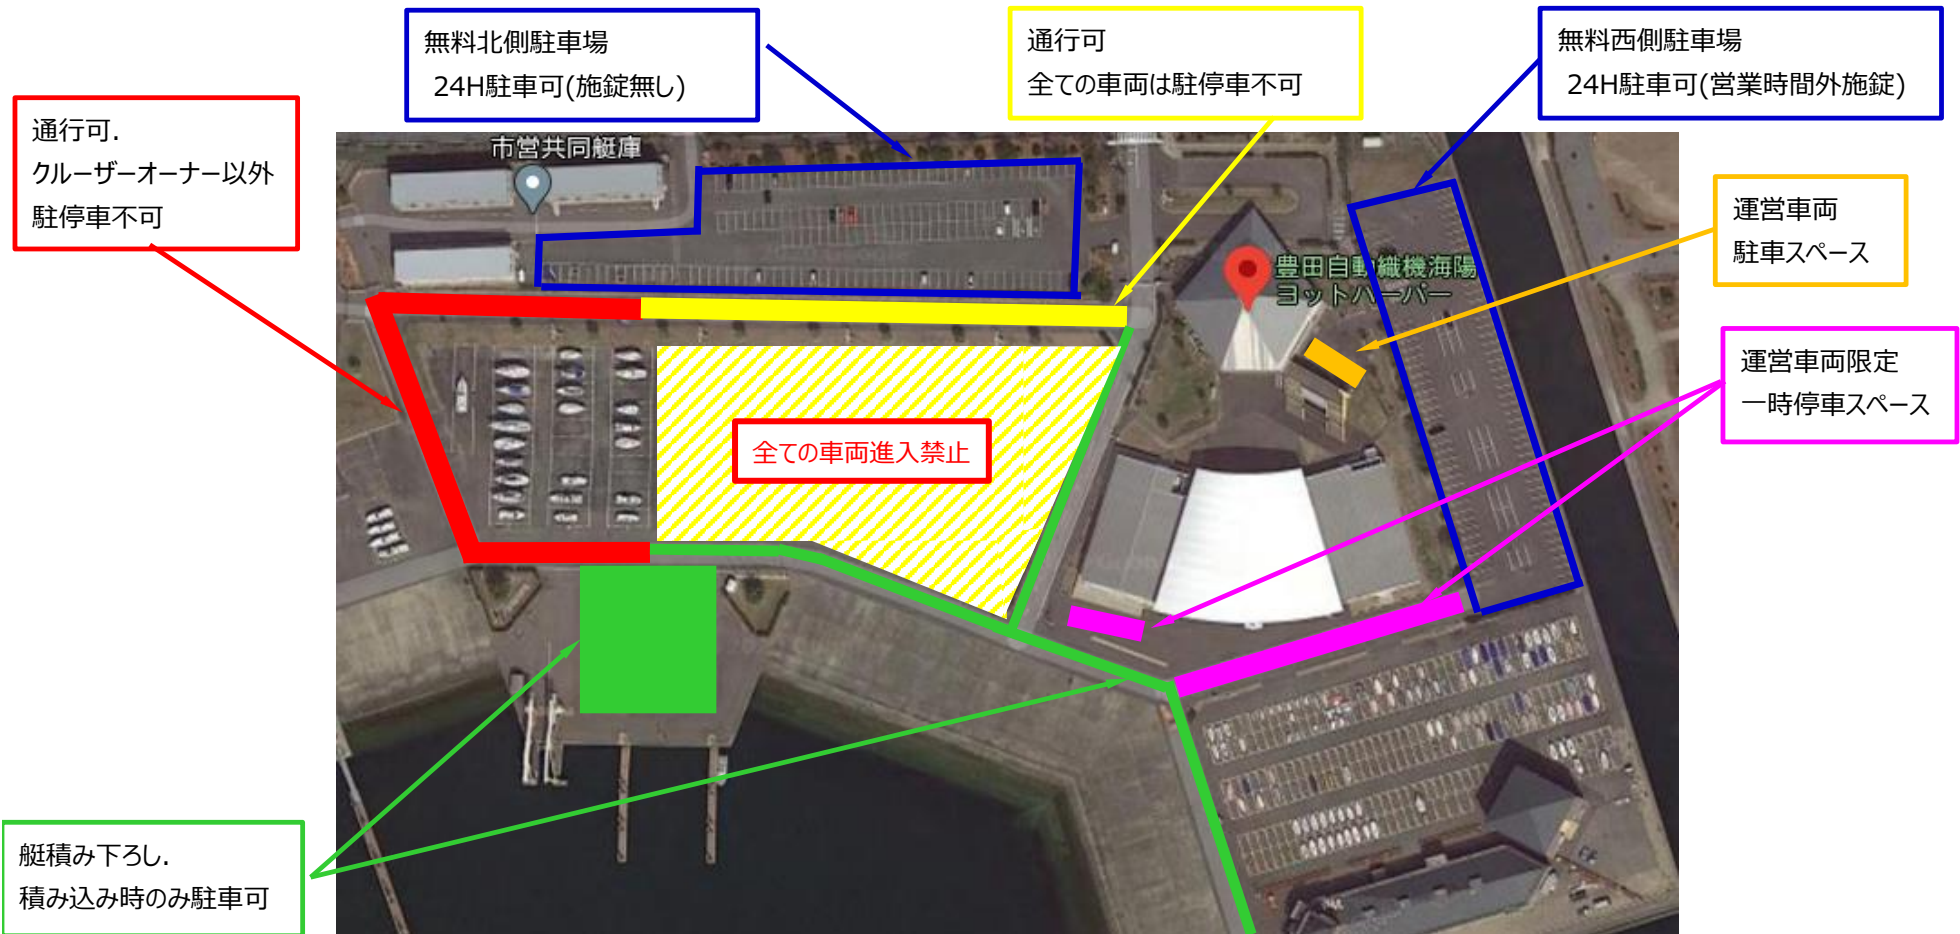 無料北側駐車場
24H駐車可(施錠無し)
通行可
全ての車両は駐停車不可
無料西側駐車場
24H駐車可(営業時間外施錠)
通行可.
クルーザーオーナー以外
駐停車不可
市営共同艇庫
運営車両
駐車スペース
豊田自動織機海陽
ヨットハーバー
運営車両限定
一時停車スペース
全ての車両進入禁止
艇積み下ろし.
積み込み時のみ駐車可